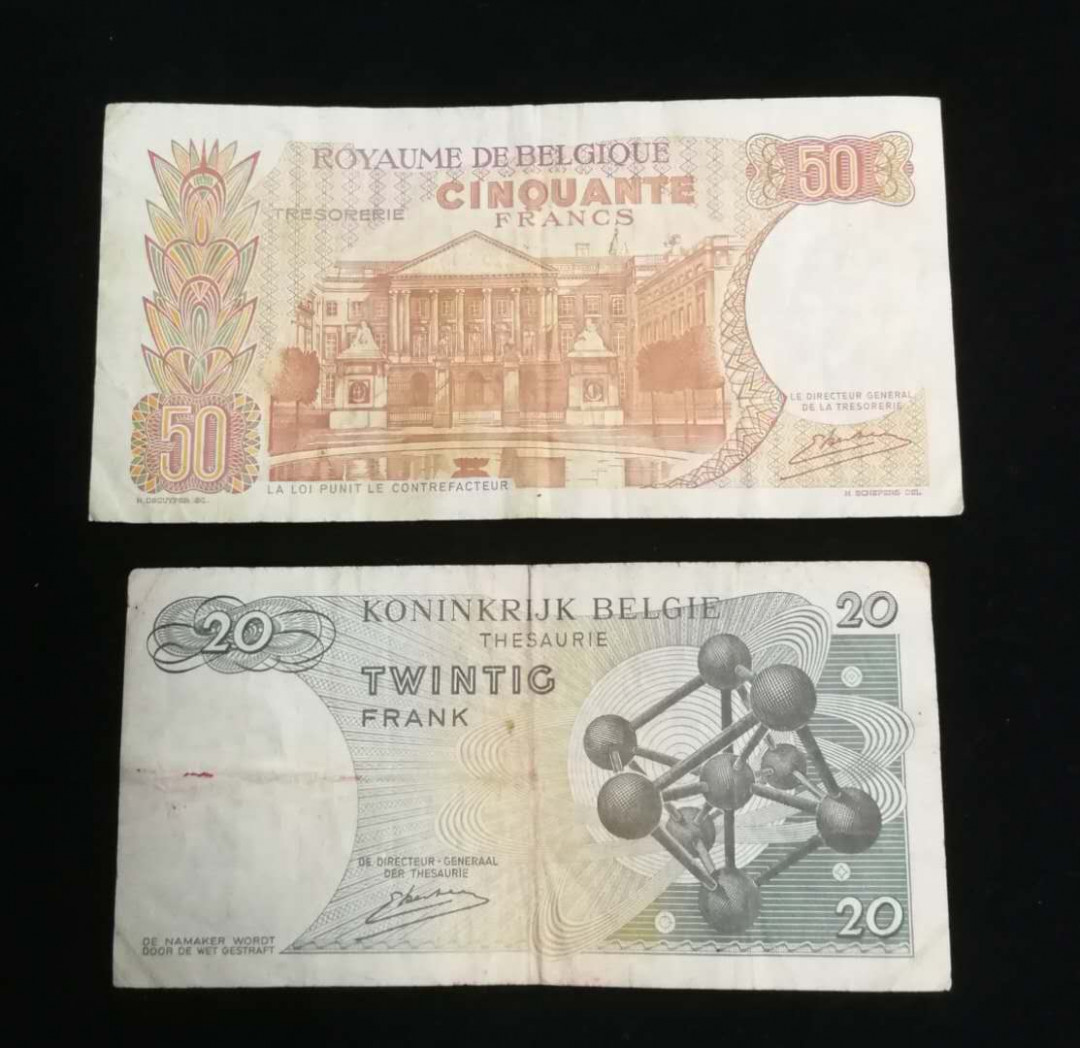 ROYAUME DE BELGIQUE
50
CINQUANTE
TRESORERIE
FRANCS
LE DIRECTEUR GENERAL
DE LA TRESORERIE
50
LA LOI PUNIT LE CONTREFACTEUR
H. SCHEPENS DEL.
20
KONINKRIJK BELGIE
20
THESAURIE
TWINTIG
FRANK
DE DIRECTEUR-GENERAAL
DER THESAURIE
20
DE NAMAKER WORDT
DOOR DE WET GESTRAFT